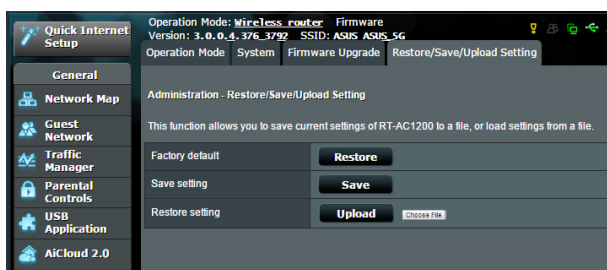 Quick Internet
Setup
Operation Mode: Wireless router Firmware
Version: 3.0.0.4.376_3792 SSID: ASUS ASUS_5G
Operation Mode System Firmware Upgrade Restore/Save/Upload Setting
General
Network Map
Guest
Network
Traffic
Manager
Parental
Controls
USB
Application
AiCloud 2.0
Administration - Restore/Save/Upload Setting
This function allows you to save current settings of RT-AC1200 to a file, or load settings from a file.
Factory default Restore
Save setting Save
Restore setting Upload Choose File